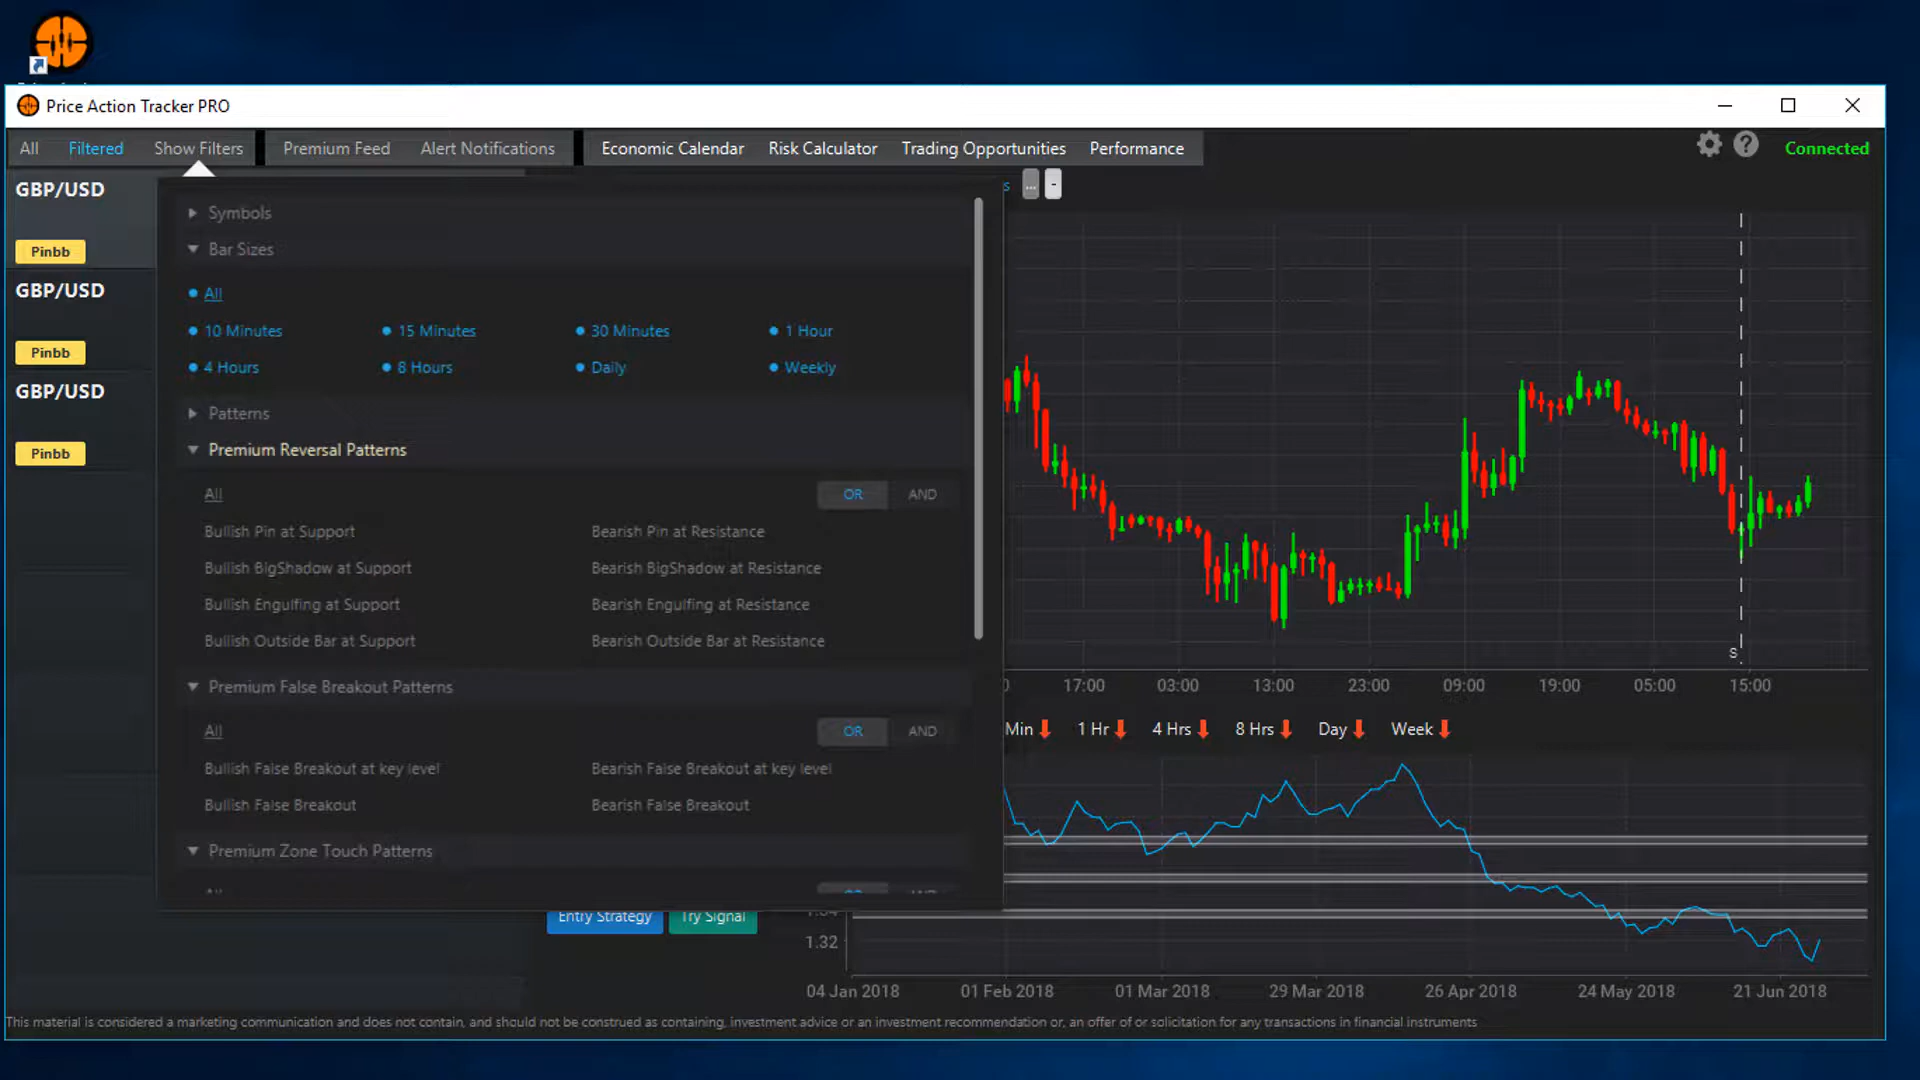 Price Action Tracker PRO
All Filtered Show Filters Premium Feed Alert Notifications Economic Calendar Risk Calculator Trading Opportunities Performance Connected
GBP/USD
Pinbb
GBP/USD
Pinbb
GBP/USD
Pinbb
Symbols
Bar Sizes
All
10 Minutes 15 Minutes 30 Minutes 1 Hour
4 Hours 8 Hours Daily Weekly
Patterns
Premium Reversal Patterns
All OR AND
Bullish Pin at Support Bearish Pin at Resistance
Bullish BigShadow at Support Bearish BigShadow at Resistance
Bullish Engulfing at Support Bearish Engulfing at Resistance
Bullish Outside Bar at Support Bearish Outside Bar at Resistance
Premium False Breakout Patterns
All OR AND
Bullish False Breakout at key level Bearish False Breakout at key level
Bullish False Breakout Bearish False Breakout
Premium Zone Touch Patterns
All OR AND
Entry Strategy Try Signal
s ... -
S
17:00 03:00 13:00 23:00 09:00 19:00 05:00 15:00
Min 1 Hr 4 Hrs 8 Hrs Day Week
1.34
1.32
04 Jan 2018 01 Feb 2018 01 Mar 2018 29 Mar 2018 26 Apr 2018 24 May 2018 21 Jun 2018
This material is considered a marketing communication and does not contain, and should not be construed as containing, investment advice or an investment recommendation or, an offer of or solicitation for any transactions in financial instruments